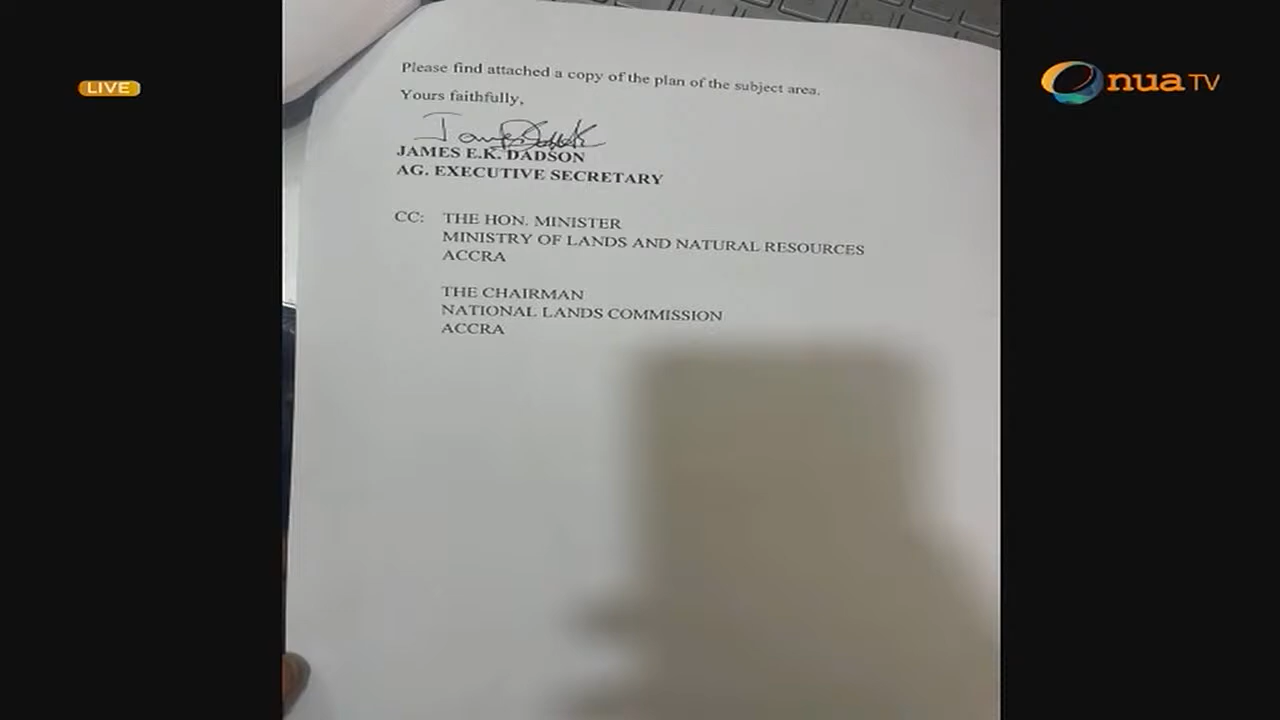 LIVE
Onua TV
Please find attached a copy of the plan of the subject area.
Yours faithfully,
JAMES E.K. DADSON
AG. EXECUTIVE SECRETARY
CC: THE HON. MINISTER
MINISTRY OF LANDS AND NATURAL RESOURCES
ACCRA
THE CHAIRMAN
NATIONAL LANDS COMMISSION
ACCRA